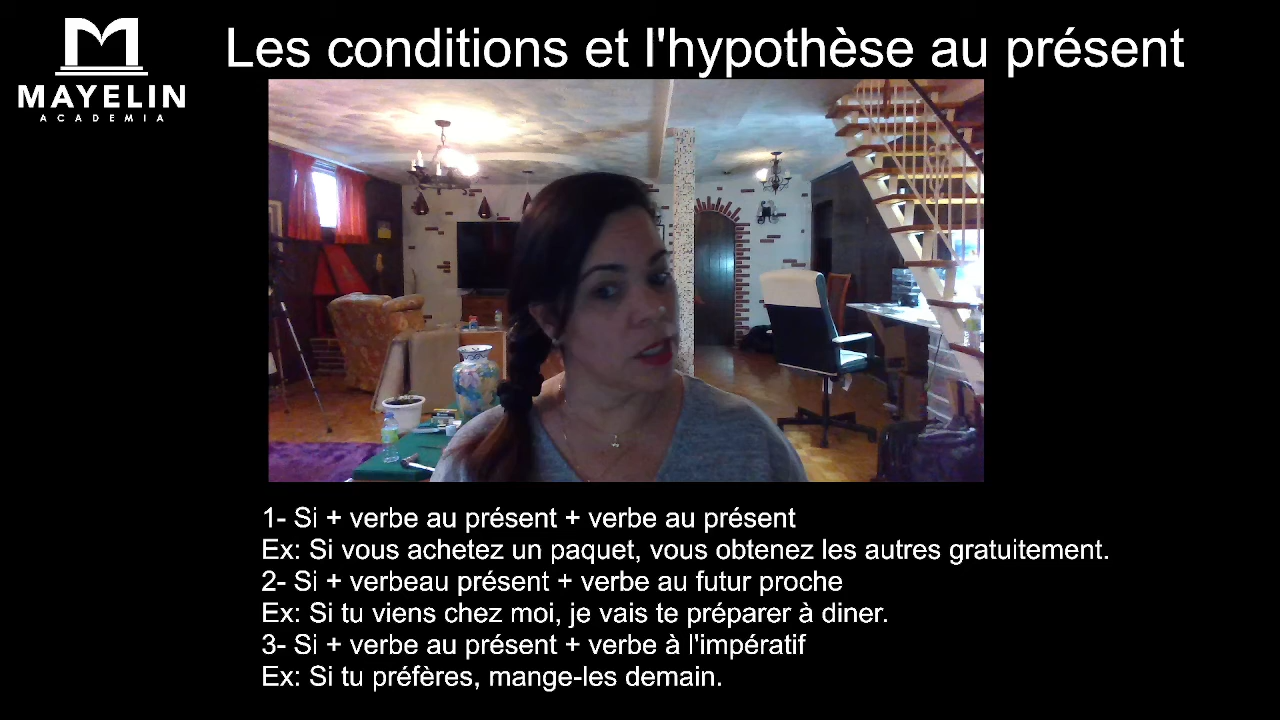 MAYELIN
ACADEMIA
Les conditions et l'hypothèse au présent
1- Si + verbe au présent + verbe au présent
Ex: Si vous achetez un paquet, vous obtenez les autres gratuitement.
2- Si + verbeau présent + verbe au futur proche
Ex: Si tu viens chez moi, je vais te préparer à diner.
3- Si + verbe au présent + verbe à l'impératif
Ex: Si tu préfères, mange-les demain.